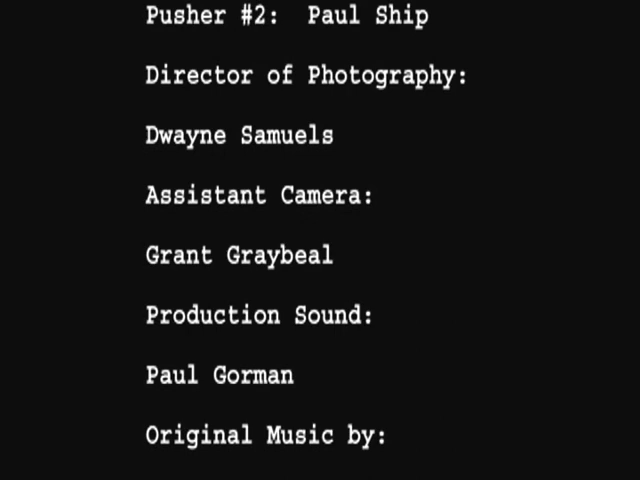 Pusher #2:  Paul Ship
Director of Photography:
Dwayne Samuels
Assistant Camera:
Grant Graybeal
Production Sound:
Paul Gorman
Original Music by: